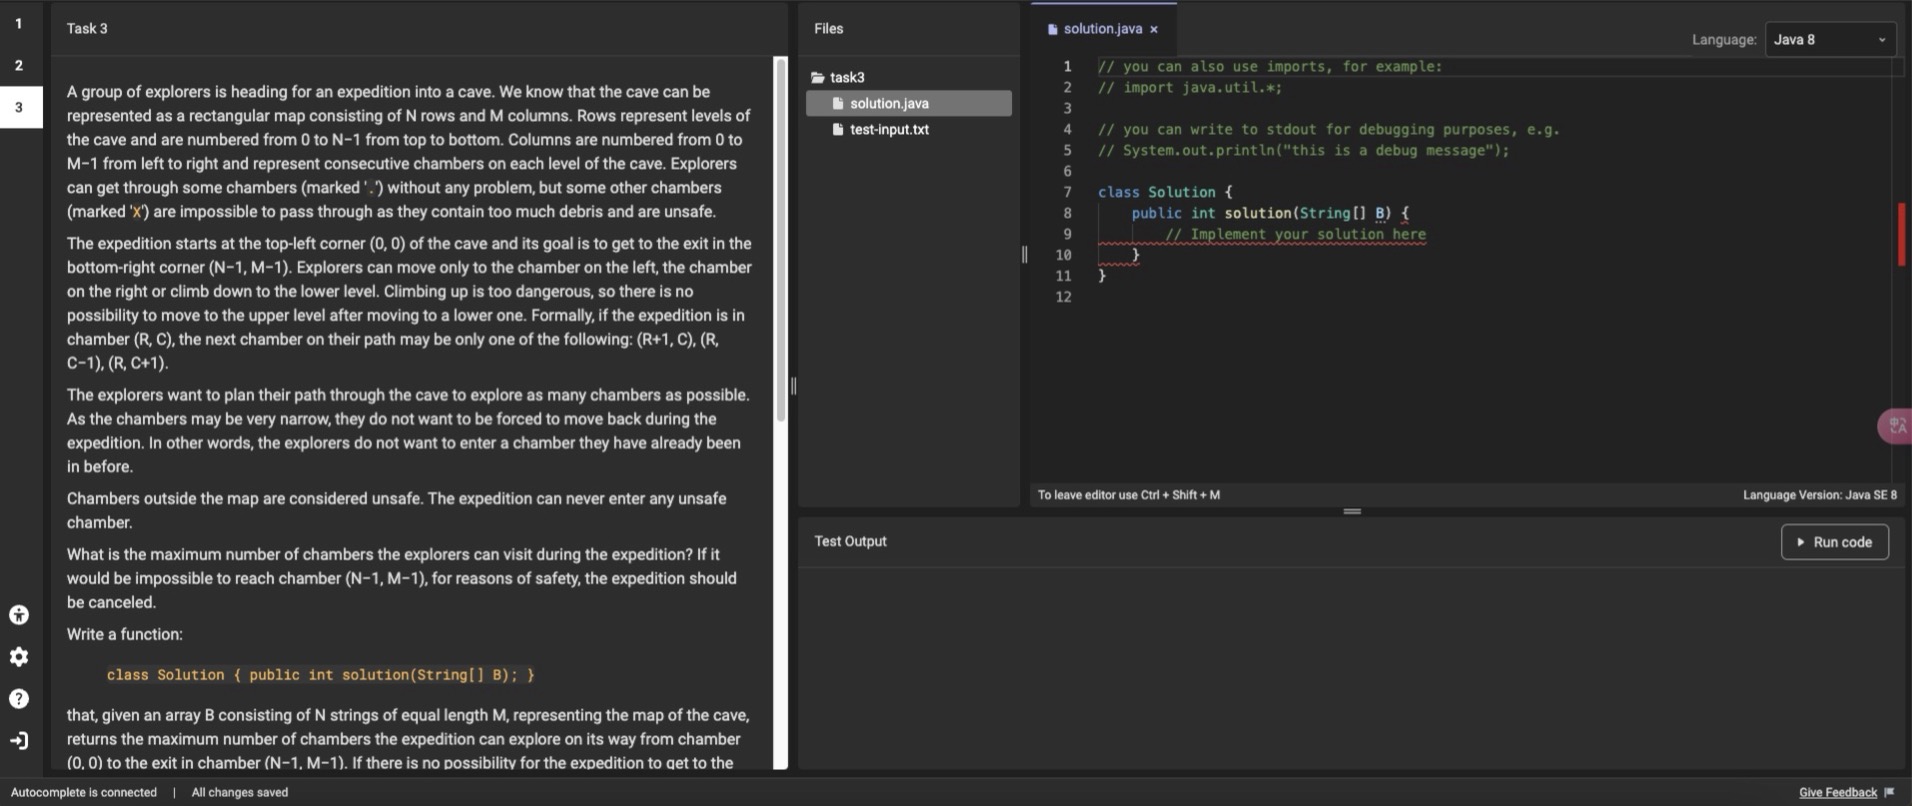 1
2
3
Task 3
A group of explorers is heading for an expedition into a cave. We know that the cave can be
represented as a rectangular map consisting of N rows and M columns. Rows represent levels of
the cave and are numbered from 0 to N−1 from top to bottom. Columns are numbered from 0 to
M−1 from left to right and represent consecutive chambers on each level of the cave. Explorers
can get through some chambers (marked '.') without any problem, but some other chambers
(marked 'X') are impossible to pass through as they contain too much debris and are unsafe.
The expedition starts at the top-left corner (0, 0) of the cave and its goal is to get to the exit in the
bottom-right corner (N−1, M−1). Explorers can move only to the chamber on the left, the chamber
on the right or climb down to the lower level. Climbing up is too dangerous, so there is no
possibility to move to the upper level after moving to a lower one. Formally, if the expedition is in
chamber (R, C), the next chamber on their path may be only one of the following: (R+1, C), (R,
C−1), (R, C+1).
The explorers want to plan their path through the cave to explore as many chambers as possible.
As the chambers may be very narrow, they do not want to be forced to move back during the
expedition. In other words, the explorers do not want to enter a chamber they have already been
in before.
Chambers outside the map are considered unsafe. The expedition can never enter any unsafe
chamber.
What is the maximum number of chambers the explorers can visit during the expedition? If it
would be impossible to reach chamber (N−1, M−1), for reasons of safety, the expedition should
be canceled.
Write a function:
class Solution { public int solution(String[] B); }
that, given an array B consisting of N strings of equal length M, representing the map of the cave,
returns the maximum number of chambers the expedition can explore on its way from chamber
(0, 0) to the exit in chamber (N−1, M−1). If there is no possibility for the expedition to get to the
Files
task3
solution.java
test-input.txt
solution.java ×
Language: Java 8
1 // you can also use imports, for example:
2 // import java.util.*;
3
4 // you can write to stdout for debugging purposes, e.g.
5 // System.out.println("this is a debug message");
6
7 class Solution {
8 public int solution(String[] B) {
9 // Implement your solution here
10 }
11 }
12
To leave editor use Ctrl + Shift + M
Language Version: Java SE 8
Test Output
Run code
Autocomplete is connected | All changes saved
Give Feedback